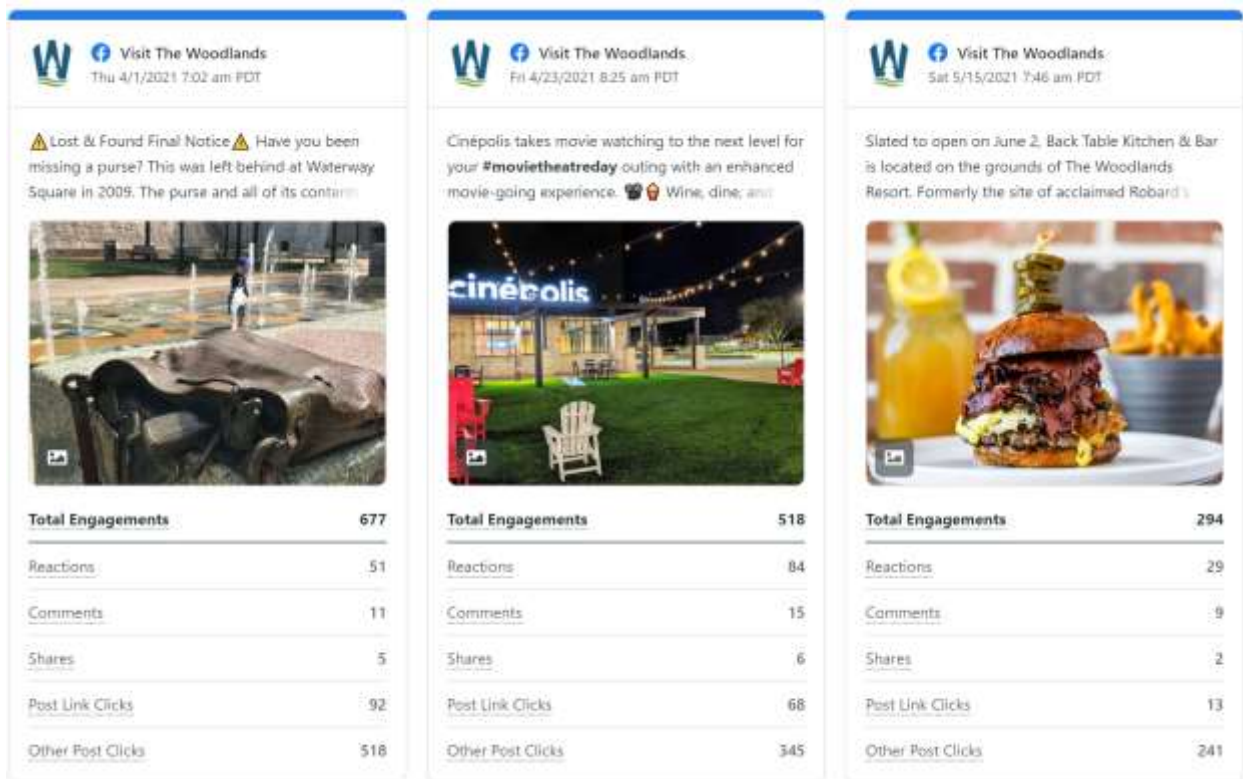 Visit The Woodlands
Thu 4/1/2021 7:02 am PDT
⚠Lost & Found Final Notice⚠ Have you been
missing a purse? This was left behind at Waterway
Square in 2009. The purse and all of its contents
Total Engagements 677
Reactions 51
Comments 11
Shares 5
Post Link Clicks 92
Other Post Clicks 518
Visit The Woodlands
Fri 4/23/2021 8:25 am PDT
Cinépolis takes movie watching to the next level for
your #movietheatreday outing with an enhanced
movie-going experience. 📽🍿 Wine, dine, and
cinépolis
Total Engagements 518
Reactions 84
Comments 15
Shares 6
Post Link Clicks 68
Other Post Clicks 345
Visit The Woodlands
Sat 5/15/2021 7:46 am PDT
Slated to open on June 2, Back Table Kitchen & Bar
is located on the grounds of The Woodlands
Resort. Formerly the site of acclaimed Robard's
Total Engagements 294
Reactions 29
Comments 9
Shares 2
Post Link Clicks 13
Other Post Clicks 241